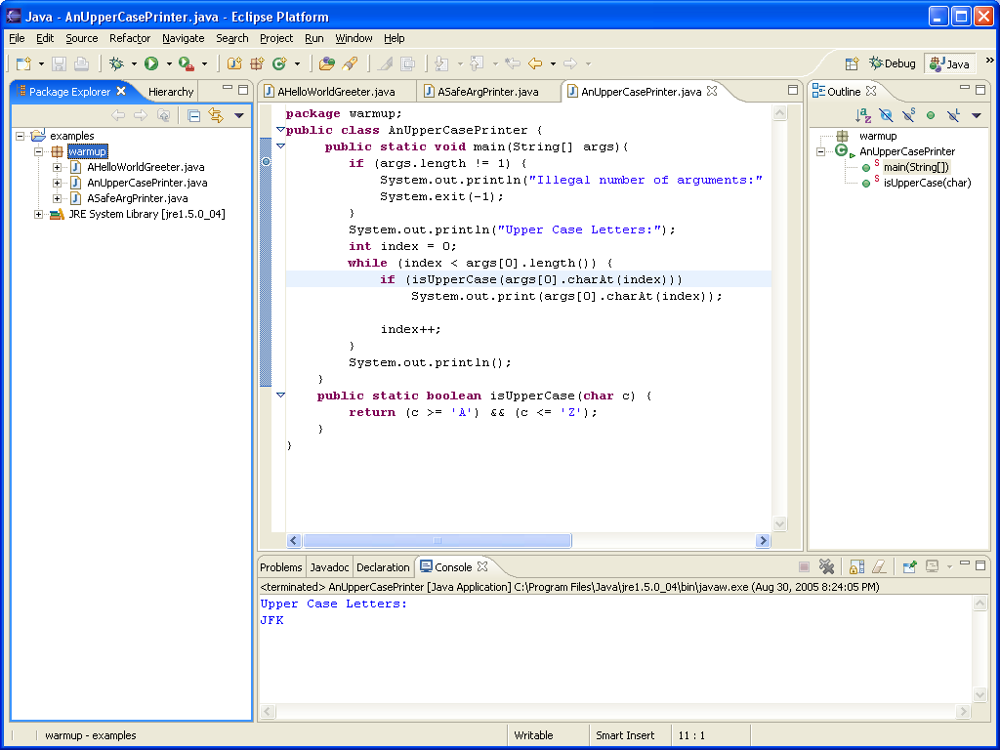 Java - AnUpperCasePrinter.java - Eclipse Platform
File Edit Source Refactor Navigate Search Project Run Window Help
Debug Java »
Package Explorer Hierarchy
examples
warmup
AHelloWorldGreeter.java
AnUpperCasePrinter.java
ASafeArgPrinter.java
JRE System Library [jre1.5.0_04]
AHelloWorldGreeter.java ASafeArgPrinter.java AnUpperCasePrinter.java
package warmup;
public class AnUpperCasePrinter {
public static void main(String[] args){
if (args.length != 1) {
System.out.println("Illegal number of arguments:"
System.exit(-1);
}
System.out.println("Upper Case Letters:");
int index = 0;
while (index < args[0].length()) {
if (isUpperCase(args[0].charAt(index)))
System.out.print(args[0].charAt(index));
index++;
}
System.out.println();
}
public static boolean isUpperCase(char c) {
return (c >= 'A') && (c <= 'Z');
}
}
Outline
warmup
AnUpperCasePrinter
main(String[])
isUpperCase(char)
Problems Javadoc Declaration Console
<terminated> AnUpperCasePrinter [Java Application] C:\Program Files\Java\jre1.5.0_04\bin\javaw.exe (Aug 30, 2005 8:24:05 PM)
Upper Case Letters:
JFK
warmup - examples Writable Smart Insert 11 : 1